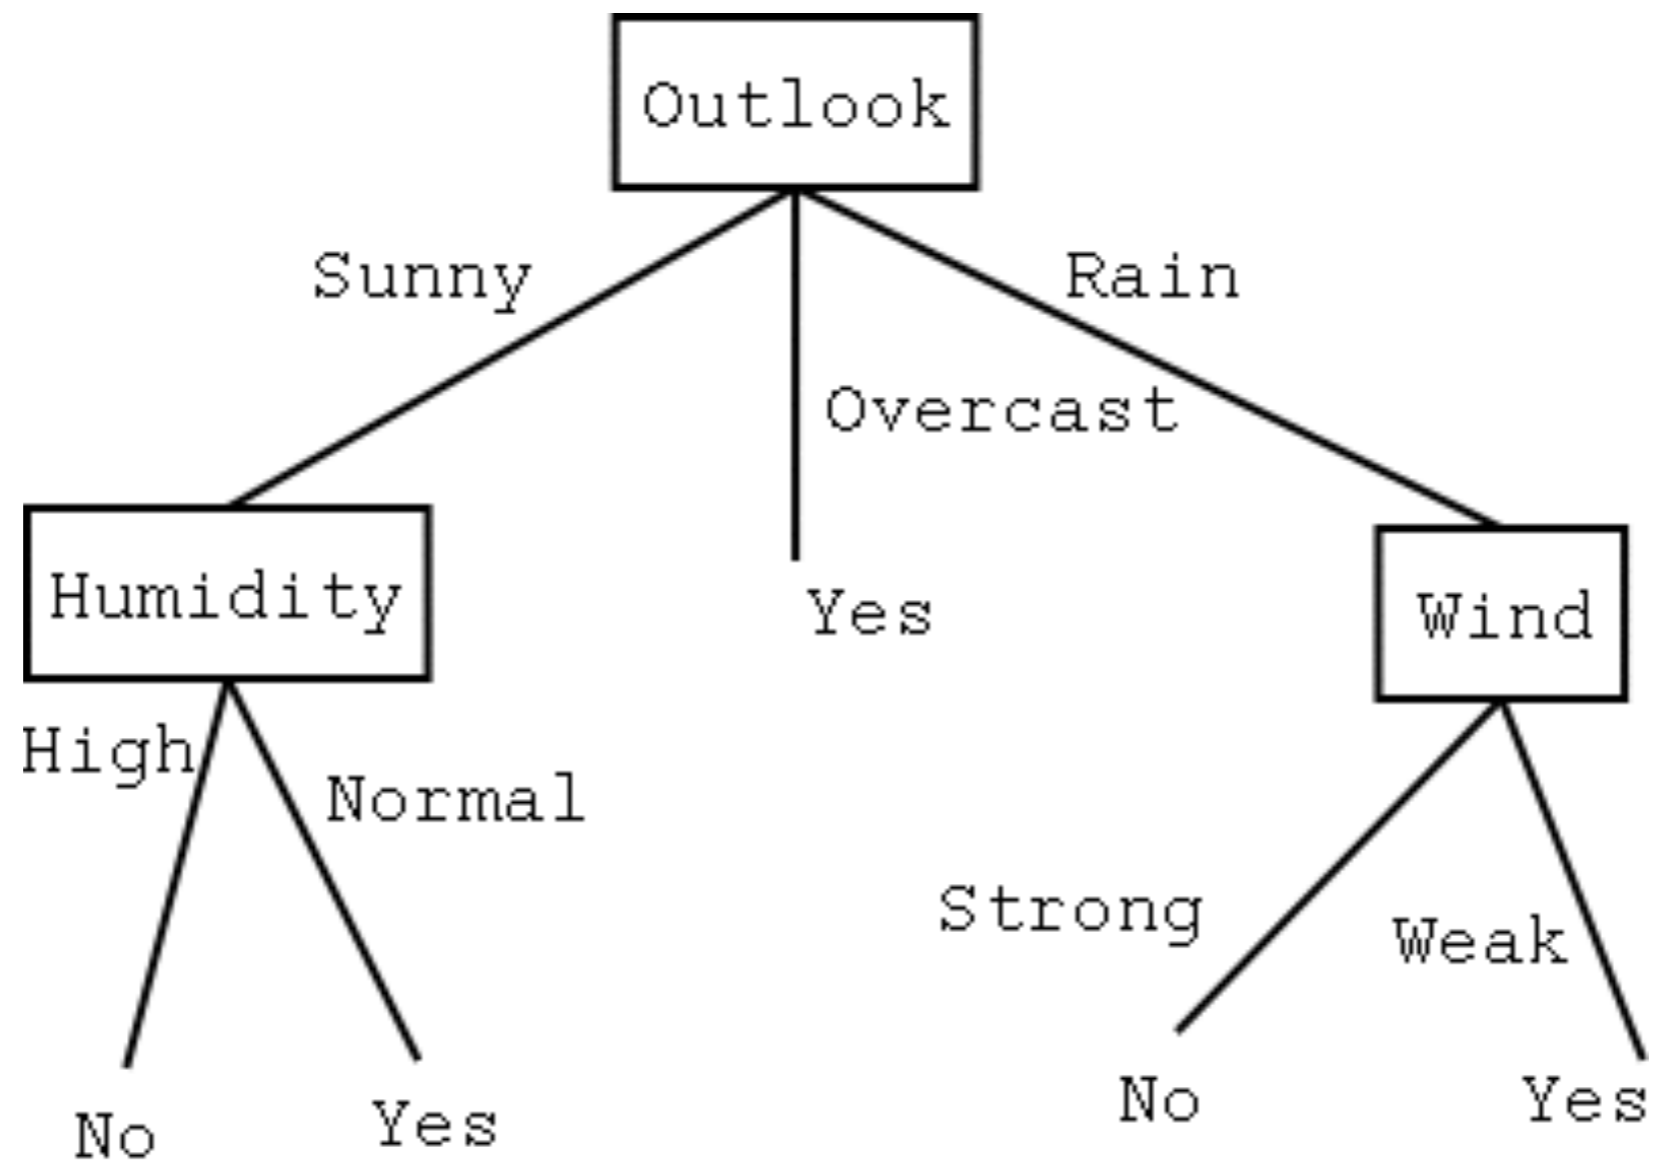 Outlook
Sunny
Rain
Overcast
Humidity
Yes
Wind
High
Normal
Strong
Weak
No
Yes
No
Yes